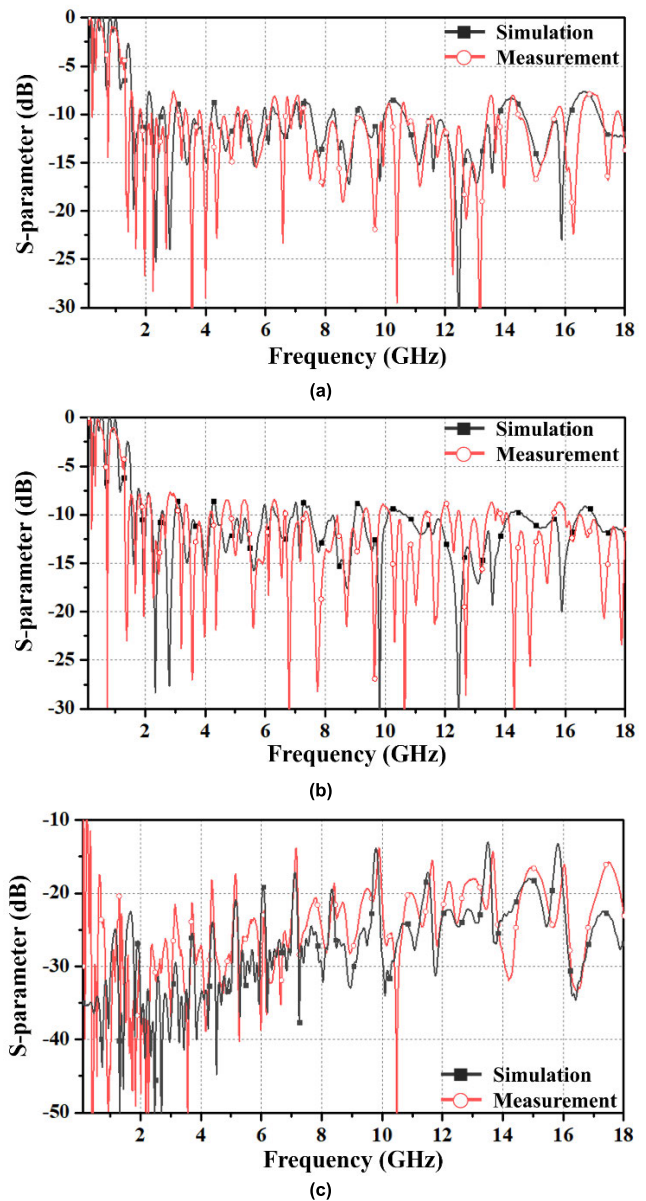 0
-5
-10
-15
-20
-25
-30
S-parameter (dB)
Simulation
Measurement
2 4 6 8 10 12 14 16 18
Frequency (GHz)
(a)
0
-5
-10
-15
-20
-25
-30
S-parameter (dB)
Simulation
Measurement
2 4 6 8 10 12 14 16 18
Frequency (GHz)
(b)
-10
-20
-30
-40
-50
S-parameter (dB)
Simulation
Measurement
2 4 6 8 10 12 14 16 18
Frequency (GHz)
(c)